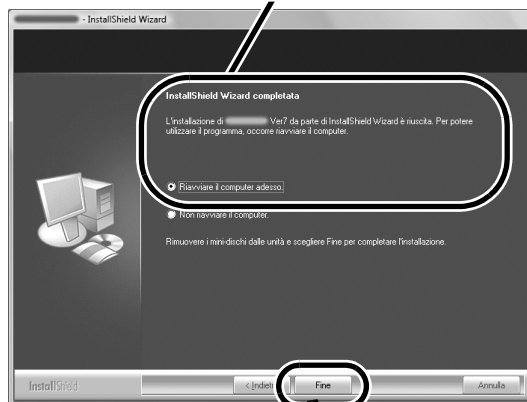 - InstallShield Wizard
InstallShield Wizard completata
L'installazione di Ver7 da parte di InstallShield Wizard è riuscita. Per potere
utilizzare il programma, occorre riavviare il computer.
Riavviare il computer adesso.
Non riavviare il computer.
Rimuovere i mini-dischi dalle unità e scegliere Fine per completare l'installazione.
InstallShield
Fine
Annulla